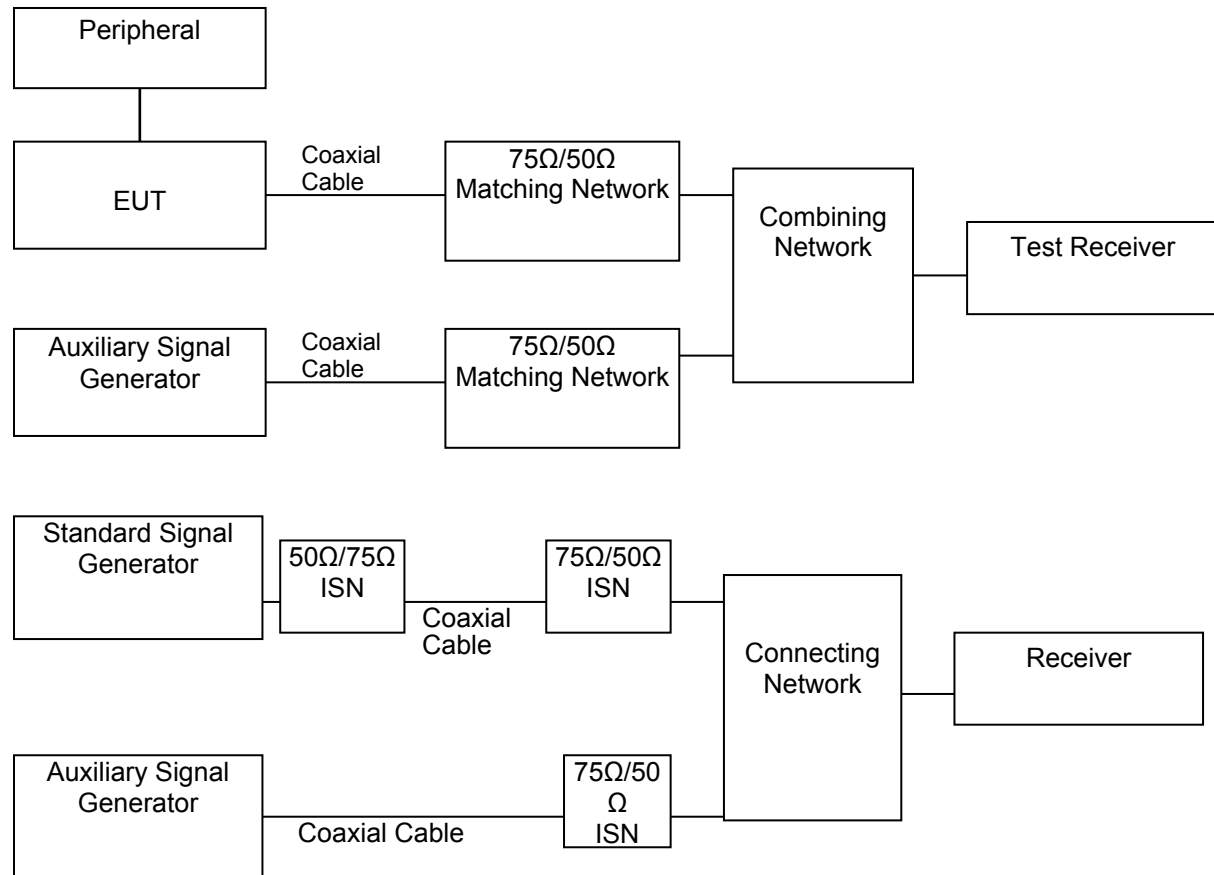 Peripheral
EUT
Coaxial
Cable
75Ω/50Ω
Matching Network
Combining
Network
Test Receiver
Auxiliary Signal
Generator
Coaxial
Cable
75Ω/50Ω
Matching Network
Standard Signal
Generator
50Ω/75Ω
ISN
Coaxial
Cable
75Ω/50Ω
ISN
Connecting
Network
Receiver
Auxiliary Signal
Generator
Coaxial Cable
75Ω/50
Ω
ISN